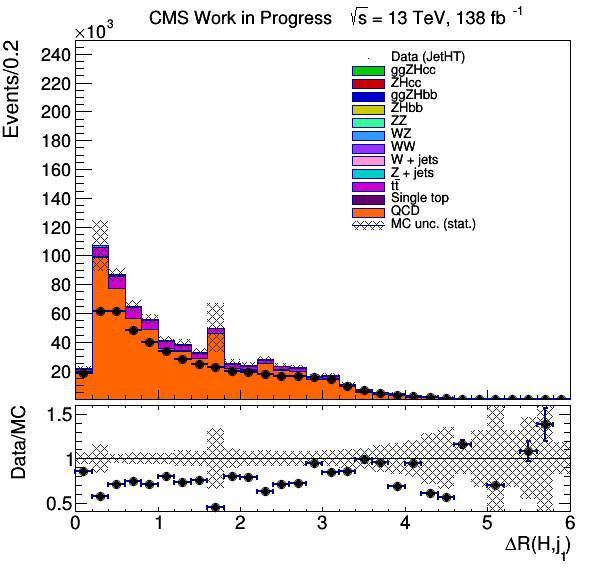 CMS Work in Progress √s = 13 TeV, 138 fb⁻¹
×10³
Events/0.2
240
220
200
180
160
140
120
100
80
60
40
20
Data (JetHT)
ggZHcc
ZHcc
ggZHbb
ZHbb
ZZ
WZ
WW
W + jets
Z + jets
tt̄
Single top
QCD
MC unc. (stat.)
Data/MC
1.5
1
0.5
0 1 2 3 4 5 6
ΔR(H,j₁)